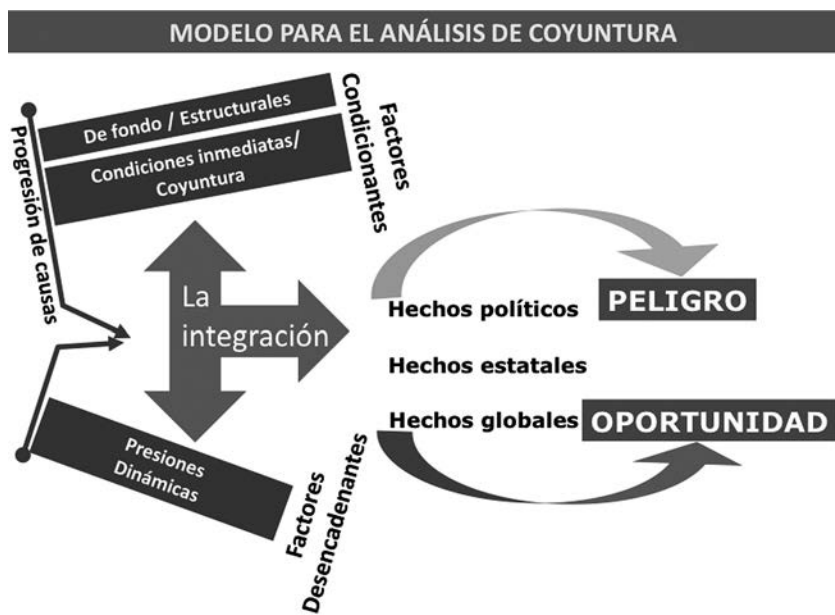 MODELO PARA EL ANÁLISIS DE COYUNTURA
De fondo / Estructurales
Condiciones inmediatas/
Coyuntura
Factores
Condicionantes
Progresión de causas
La
integración
Hechos políticos
Hechos estatales
Hechos globales
PELIGRO
OPORTUNIDAD
Presiones
Dinámicas
Factores
Desencadenantes